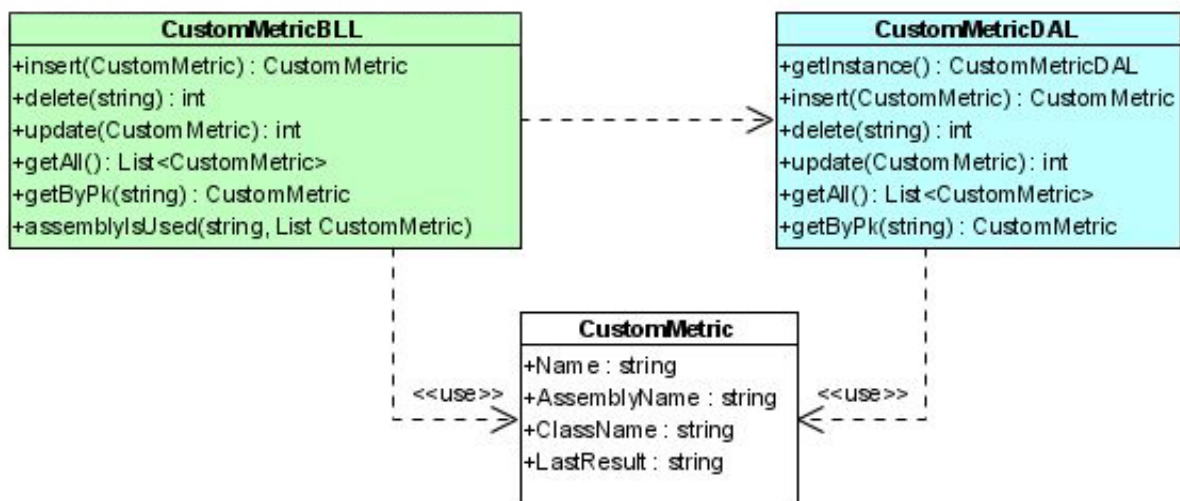 CustomMetricBLL
+insert(CustomMetric) : CustomMetric
+delete(string) : int
+update(CustomMetric) : int
+getAll() : List<CustomMetric>
+getByPk(string) : CustomMetric
+assemblyIsUsed(string, List CustomMetric)
CustomMetricDAL
+getInstance() : CustomMetricDAL
+insert(CustomMetric) : CustomMetric
+delete(string) : int
+update(CustomMetric) : int
+getAll() : List<CustomMetric>
+getByPk(string) : CustomMetric
<<use>>
CustomMetric
+Name : string
+AssemblyName : string
+ClassName : string
+LastResult : string
<<use>>